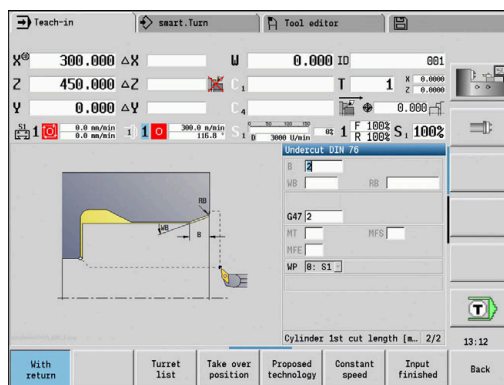 Teach-in smart.Turn Tool editor
X 300.000 ΔX W 0.000 ID 001
Z 450.000 ΔZ C1 T 1 X 0.0000 Z 0.0000
Y 0.000 ΔY C4 0.000
S1 1 0.0 mm/min 0.0 mm/min 1 1 300.0 m/min 116.8 ° S1 50 100 150 D 3000 U/min 0% 1 F 100% R 100% S1 100%
Undercut DIN 76
B 2
WB RB
G47 2
MT MFS
MFE
WP 0: S1
RB
WB
B
Cylinder 1st cut length [m… 2/2
13:12
With return
Turret list
Take over position
Proposed technology
Constant speed
Input finished
Back
T